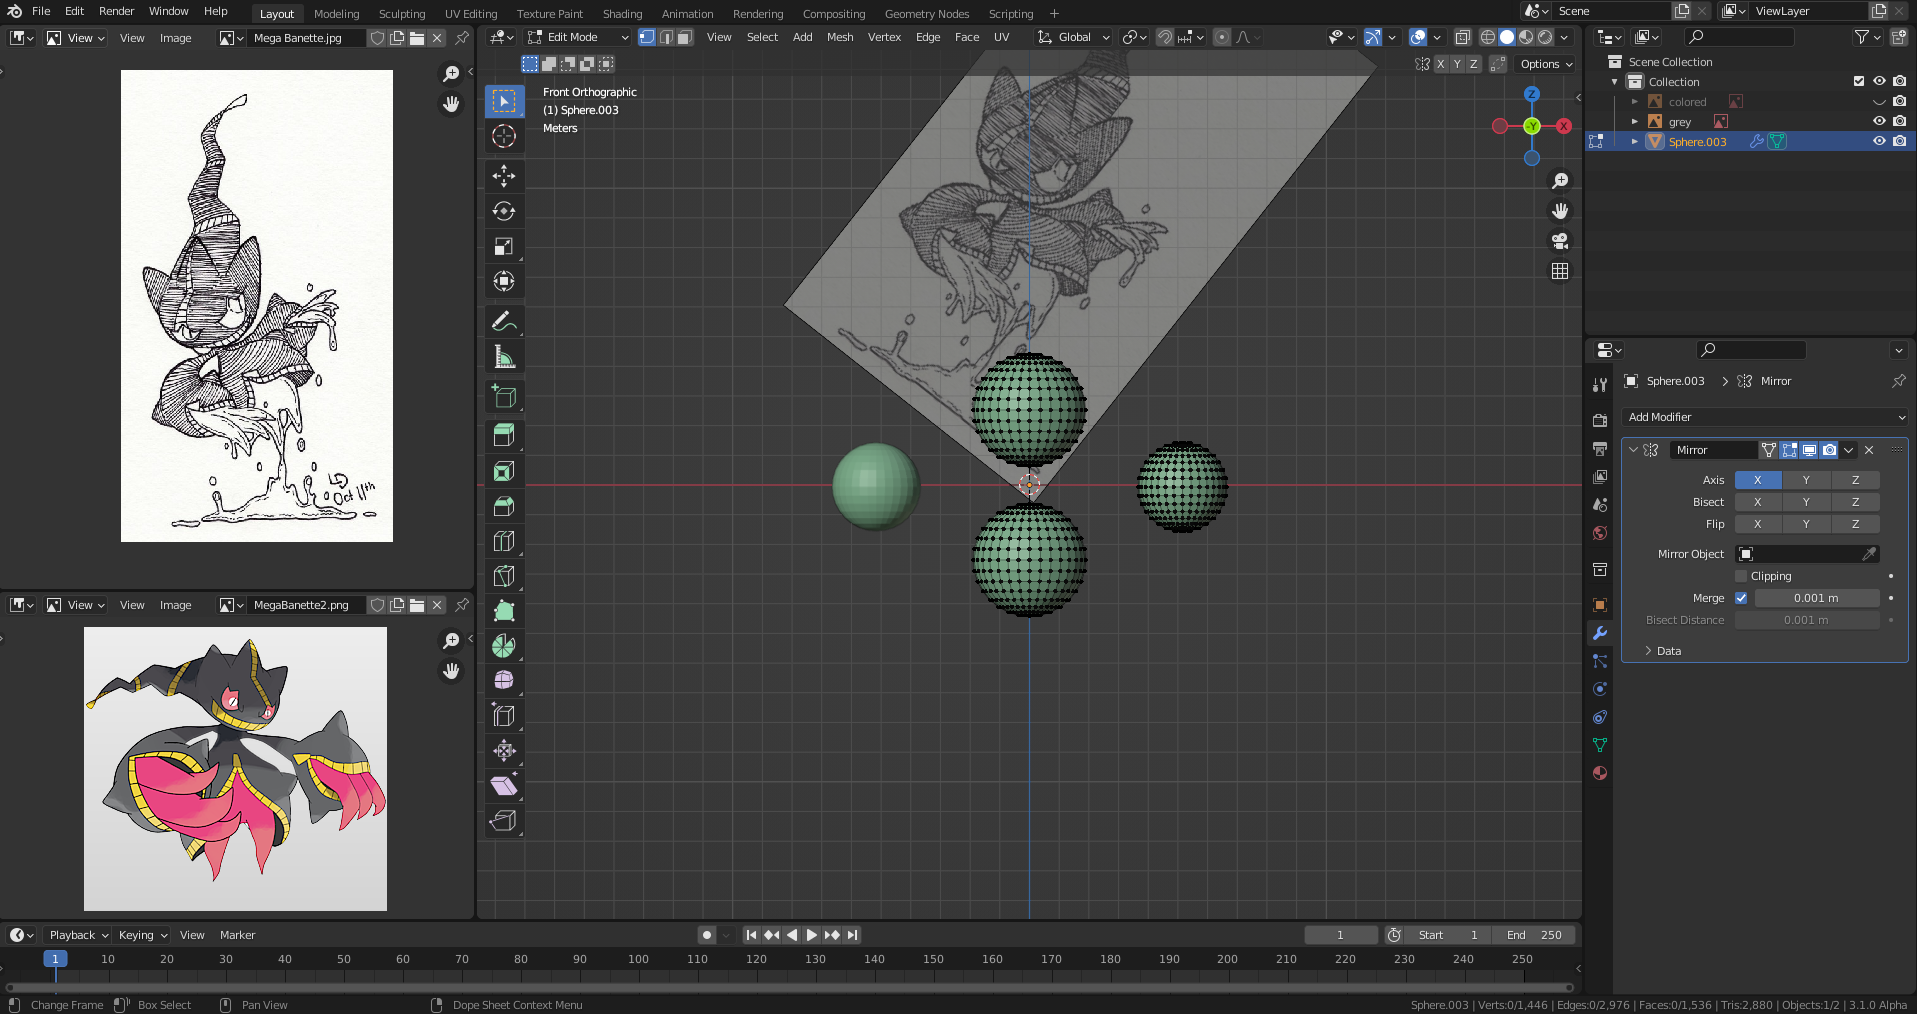 File Edit Render Window Help
Layout Modeling Sculpting UV Editing Texture Paint Shading Animation Rendering Compositing Geometry Nodes Scripting +
Scene
ViewLayer
View View Image Mega Banette.jpg
Edit Mode View Select Add Mesh Vertex Edge Face UV Global
X Y Z Options
Front Orthographic
(1) Sphere.003
Meters
Z
-Y X
LD
Oct 11th
View View Image MegaBanette2.png
Scene Collection
Collection
colored
grey
Sphere.003
Sphere.003 > Mirror
Add Modifier
Mirror
Axis X Y Z
Bisect X Y Z
Flip X Y Z
Mirror Object
Clipping
Merge 0.001 m
Bisect Distance 0.001 m
Data
Playback Keying View Marker
1 Start 1 End 250
1 10 20 30 40 50 60 70 80 90 100 110 120 130 140 150 160 170 180 190 200 210 220 230 240 250
Change Frame Box Select Pan View Dope Sheet Context Menu
Sphere.003 | Verts:0/1,446 | Edges:0/2,976 | Faces:0/1,536 | Tris:2,880 | Objects:1/2 | 3.1.0 Alpha